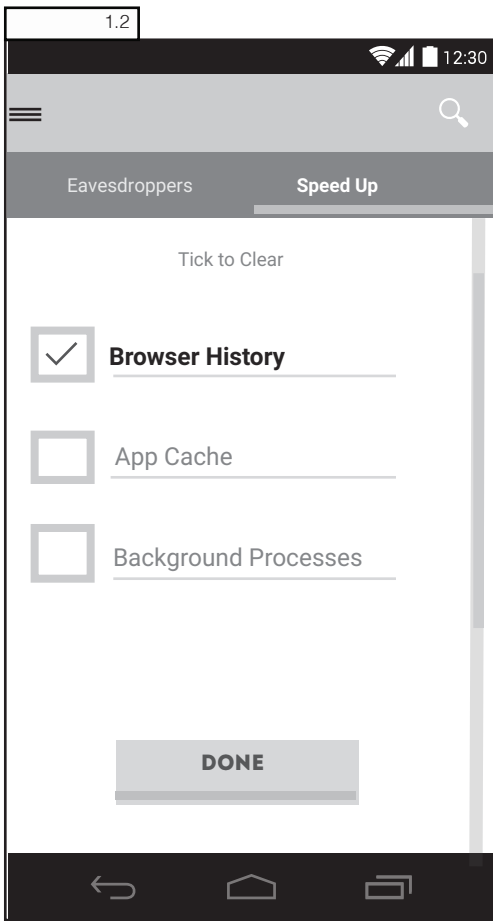 1.2
12:30
Eavesdroppers Speed Up
Tick to Clear
Browser History
App Cache
Background Processes
DONE